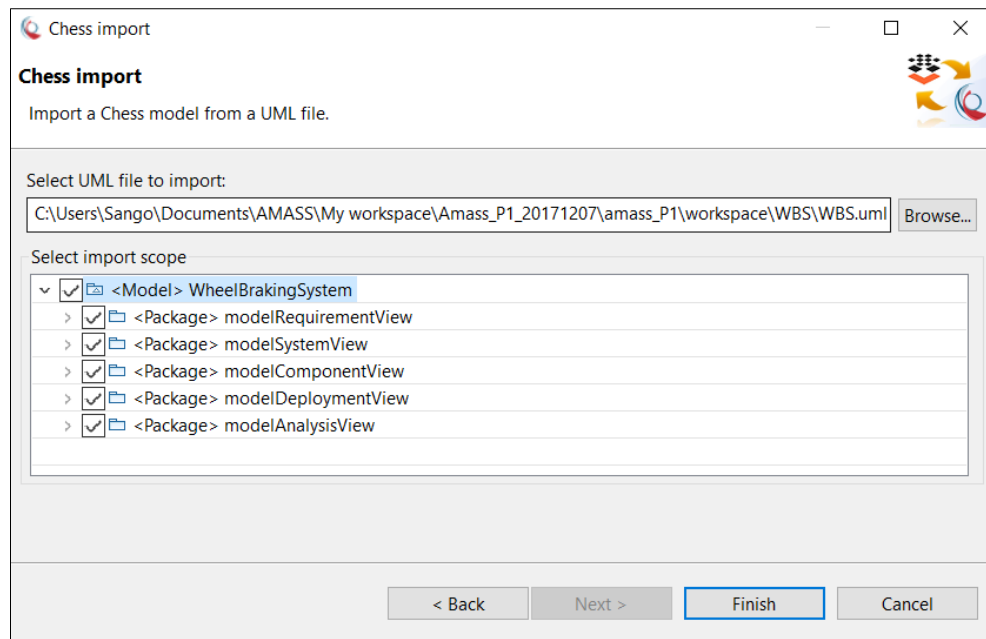 Chess import
Chess import
Import a Chess model from a UML file.
Select UML file to import:
C:\Users\Sango\Documents\AMASS\My workspace\Amass_P1_20171207\amass_P1\workspace\WBS\WBS.uml Browse...
Select import scope
<Model> WheelBrakingSystem
<Package> modelRequirementView
<Package> modelSystemView
<Package> modelComponentView
<Package> modelDeploymentView
<Package> modelAnalysisView
< Back Next > Finish Cancel